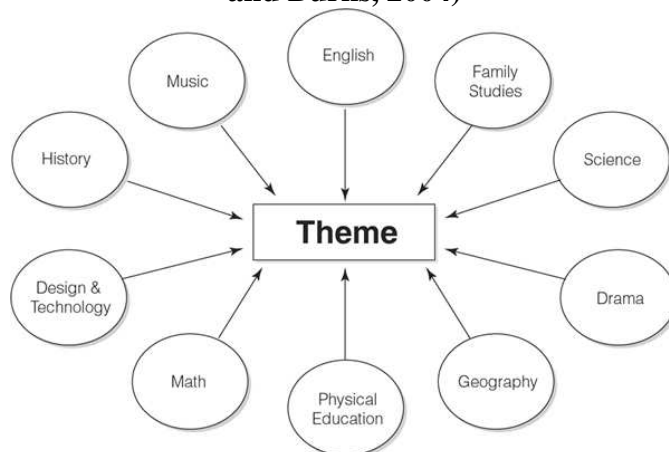 English
Family
Studies
Music
Science
History
Theme
Design &
Technology
Drama
Math
Physical
Education
Geography